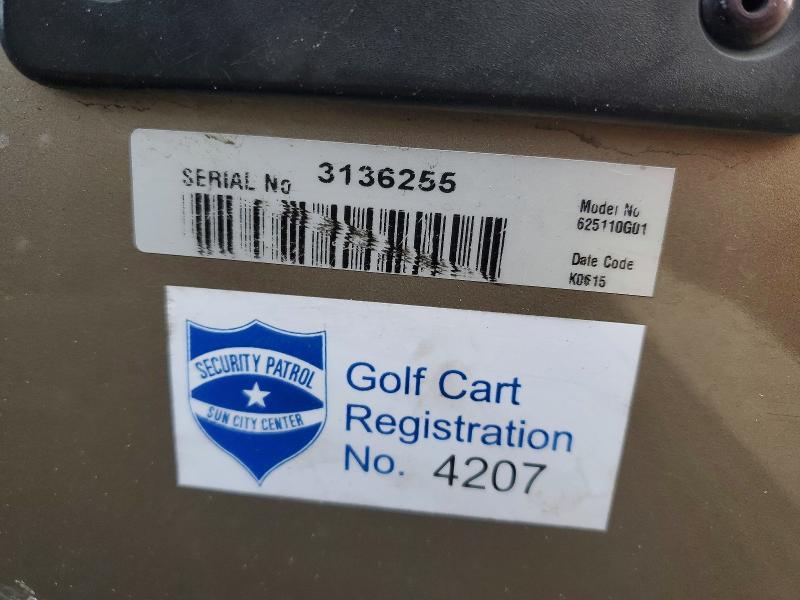 SERIAL No 3136255
Model No
625110G01
Date Code
K0615
SECURITY PATROL
SUN CITY CENTER
Golf Cart
Registration
No. 4207